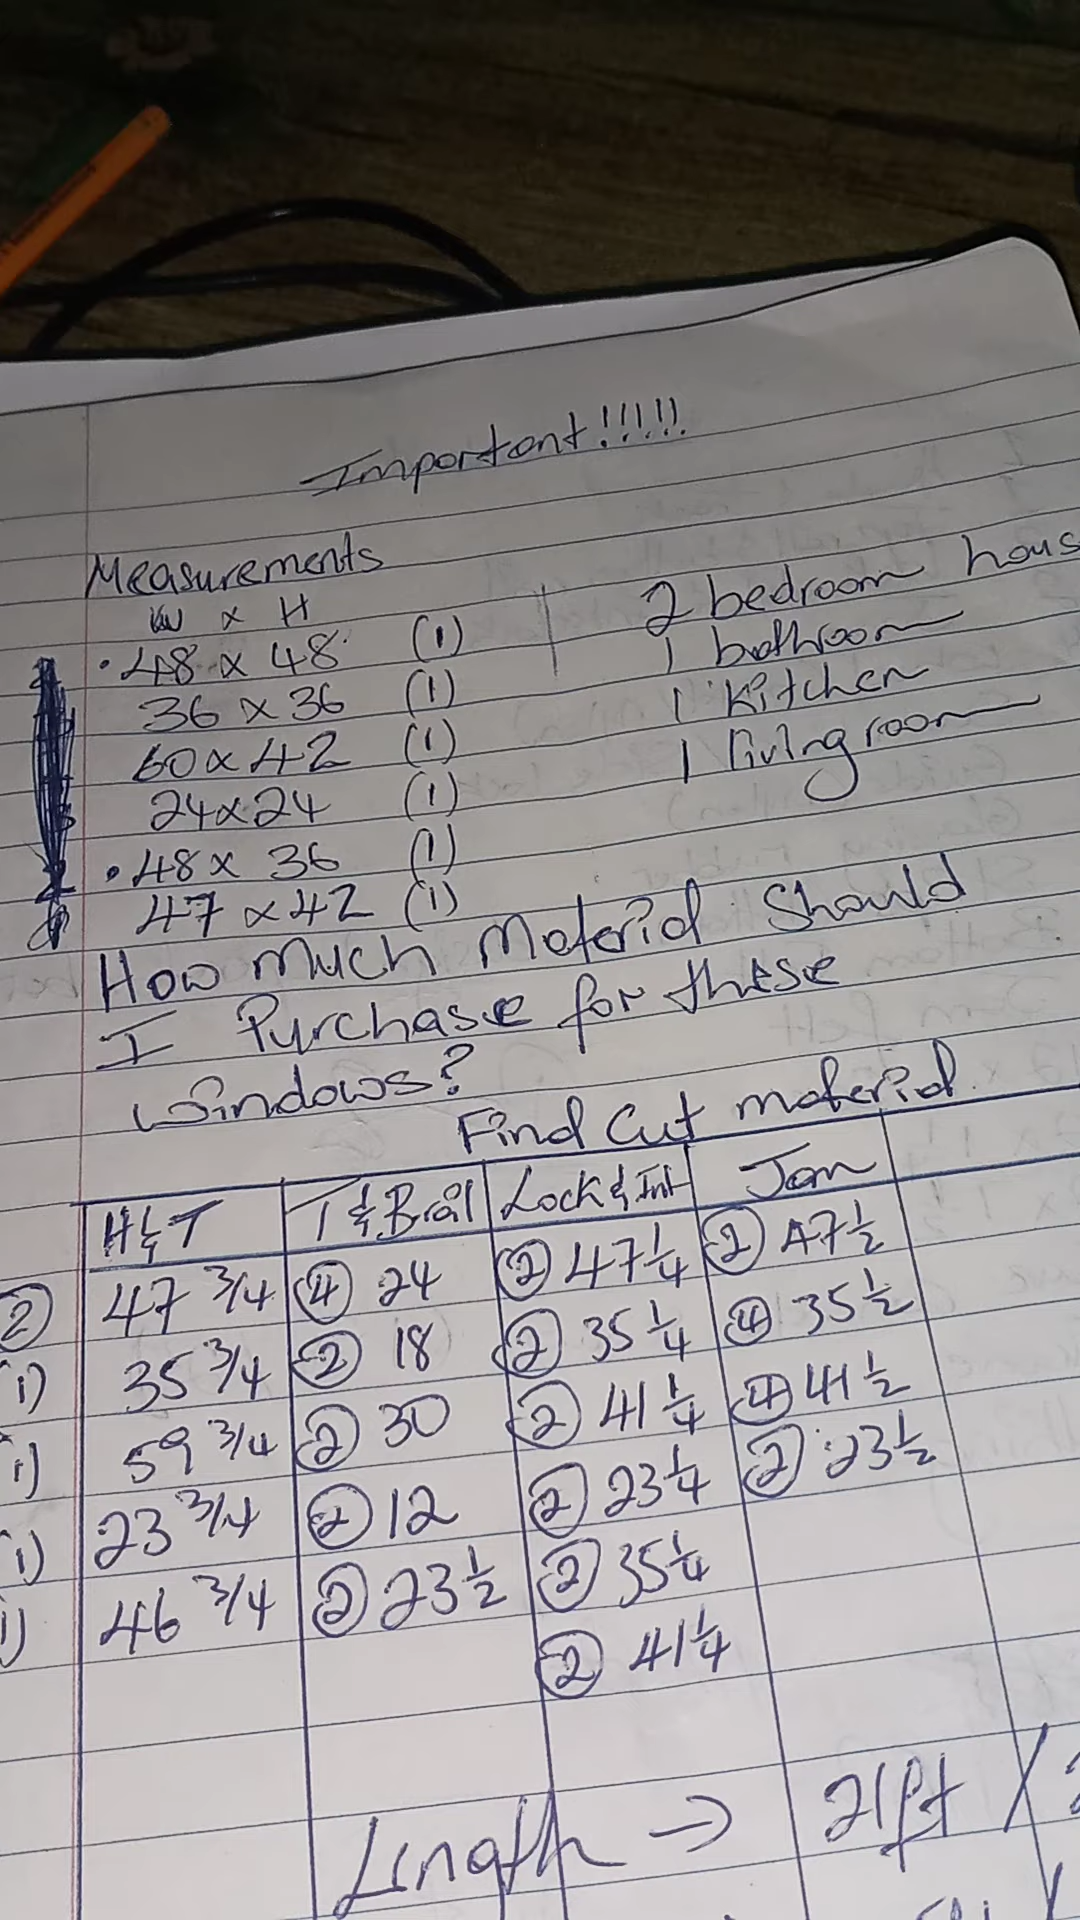 Important!!!!!
Measurements
W x H
• 48 x 48 (1) 2 bedroom hous
36 x 36 (1) 1 bathroom
60 x 42 (1) 1 kitchen
24 x 24 (1) 1 living room
• 48 x 36 (1)
47 x 42 (1)
How much Material Should
I Purchase for these
windows?
Find Cut material
H & T T & B rail Lock & Int Jam
② 47 3/4 ④ 24 ② 47 1/4 ② 47 1/2
(1) 35 3/4 ② 18 ② 35 1/4 ④ 35 1/2
(1) 59 3/4 ② 30 ② 41 1/4 ④ 41 1/2
(1) 23 3/4 ② 12 ② 23 1/4 ② 23 1/2
(1) 46 3/4 ② 23 1/2 ② 35 1/4
② 41 1/4
Length → 21ft /